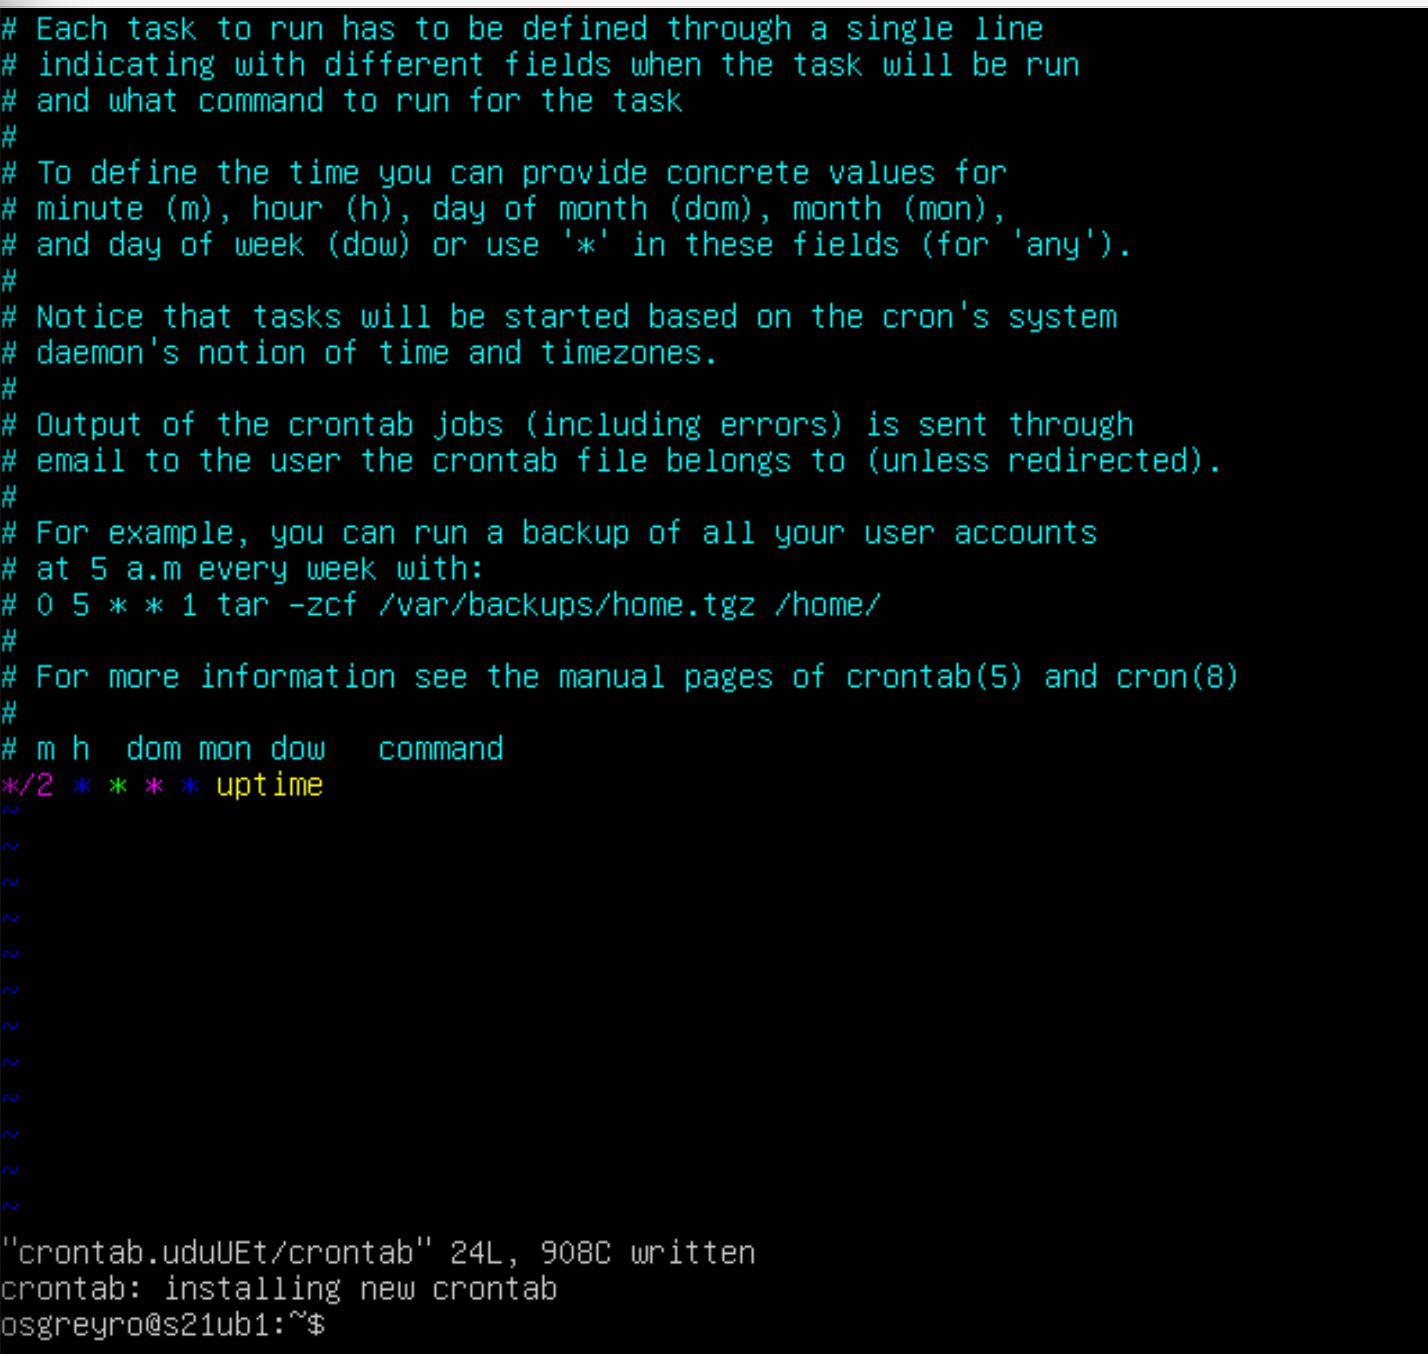 # Each task to run has to be defined through a single line
# indicating with different fields when the task will be run
# and what command to run for the task
#
# To define the time you can provide concrete values for
# minute (m), hour (h), day of month (dom), month (mon),
# and day of week (dow) or use '*' in these fields (for 'any').
#
# Notice that tasks will be started based on the cron's system
# daemon's notion of time and timezones.
#
# Output of the crontab jobs (including errors) is sent through
# email to the user the crontab file belongs to (unless redirected).
#
# For example, you can run a backup of all your user accounts
# at 5 a.m every week with:
# 0 5 * * 1 tar -zcf /var/backups/home.tgz /home/
#
# For more information see the manual pages of crontab(5) and cron(8)
#
# m h  dom mon dow   command
*/2 * * * * uptime
~
~
~
~
~
~
~
~
~
~
~
~
"crontab.uduUEt/crontab" 24L, 908C written
crontab: installing new crontab
osgreyro@s21ub1:~$